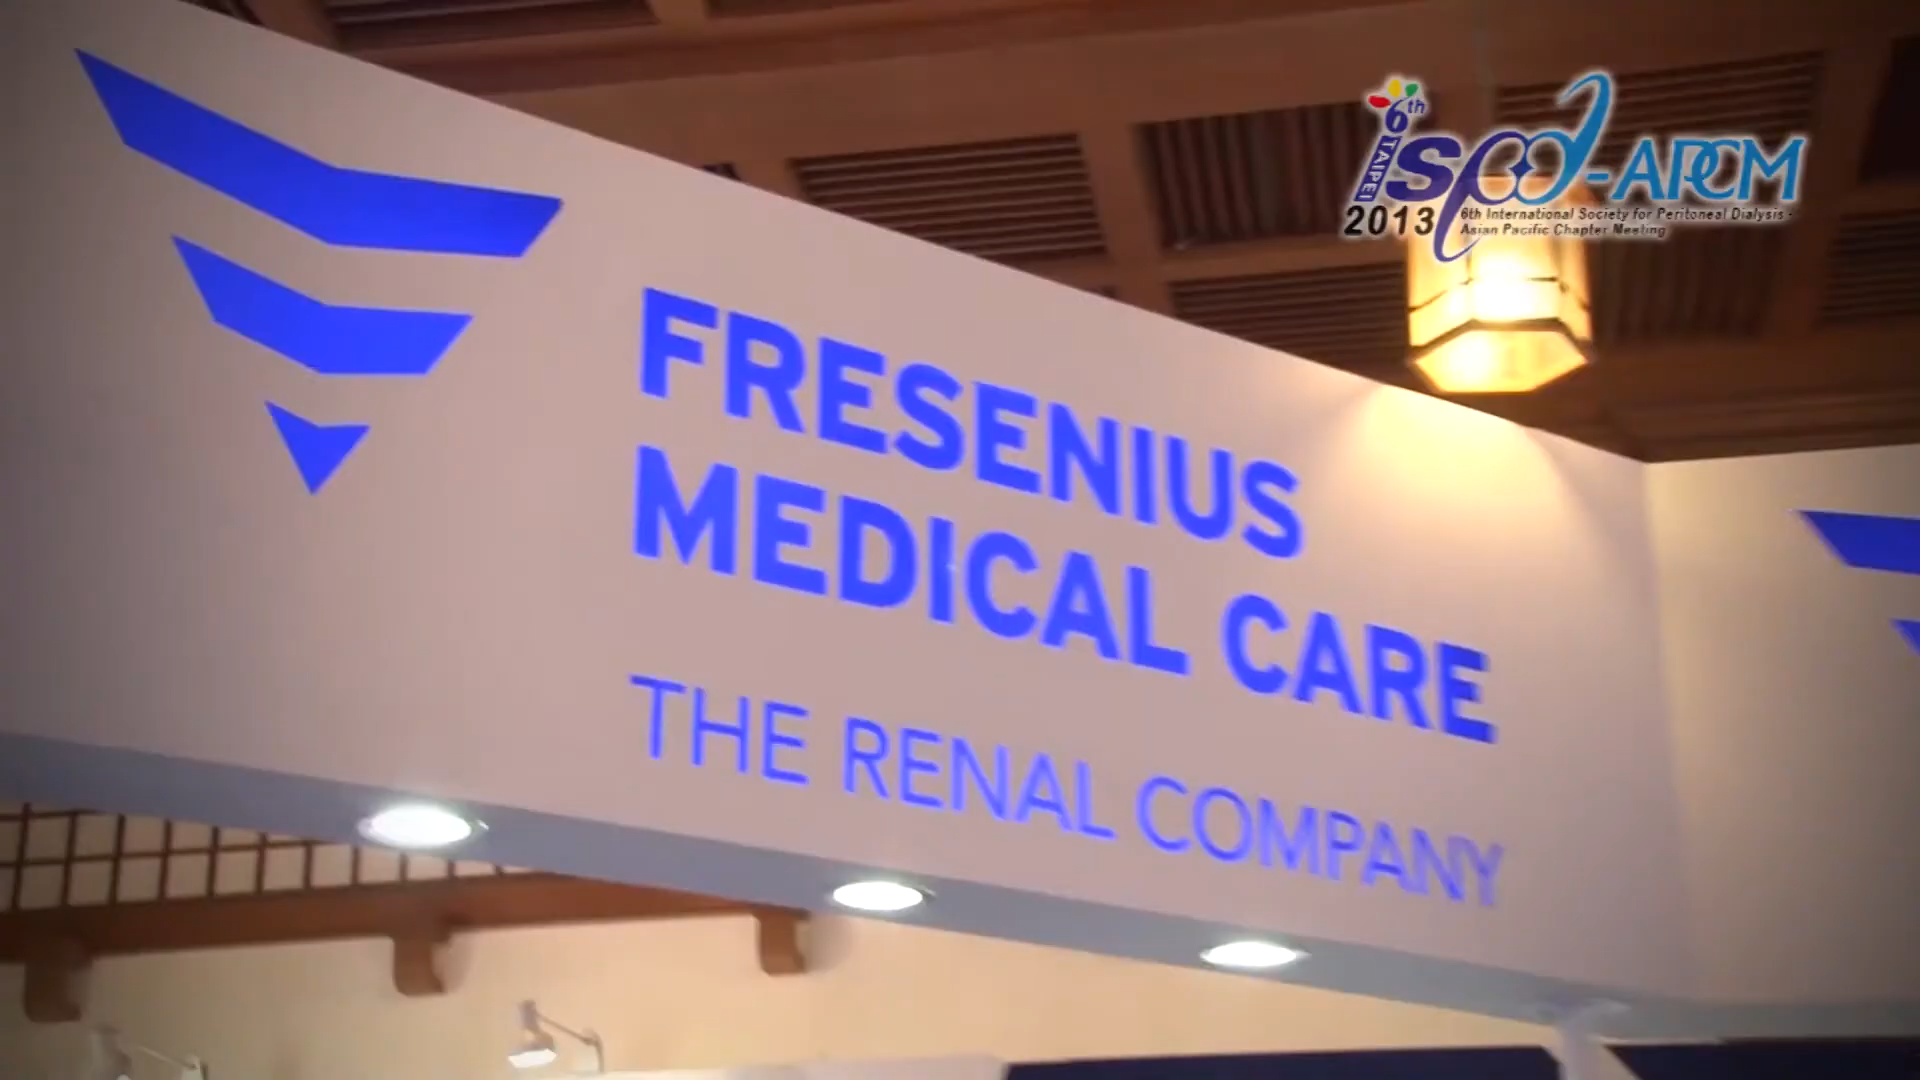 6th
TAIPEI
ispd-APCM
2013
6th International Society for Peritoneal Dialysis -
Asian Pacific Chapter Meeting
FRESENIUS
MEDICAL CARE
THE RENAL COMPANY